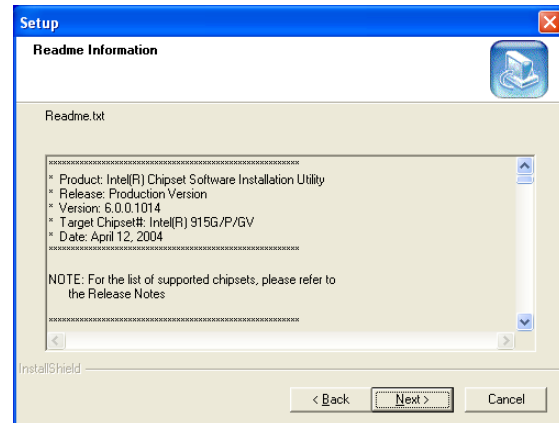 Setup
Readme Information
Readme.txt
**************************************************
* Product: Intel(R) Chipset Software Installation Utility
* Release: Production Version
* Version: 6.0.0.1014
* Target Chipset#: Intel(R) 915G/P/GV
* Date: April 12, 2004
**************************************************
NOTE: For the list of supported chipsets, please refer to
the Release Notes
**************************************************
InstallShield
< Back
Next >
Cancel